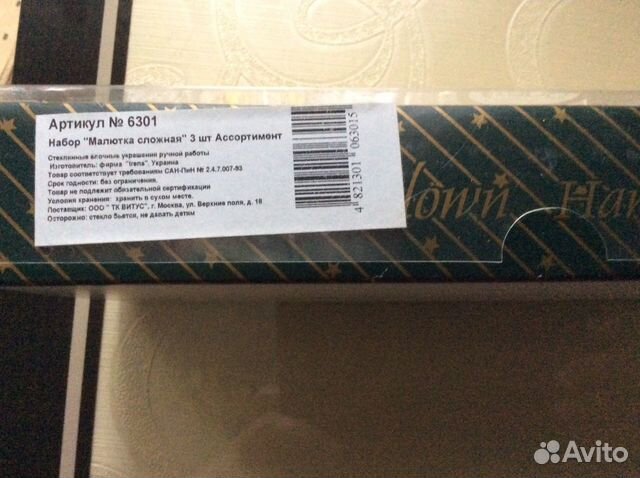 Артикул № 6301
Набор "Малютка сложная" 3 шт Ассортимент
Стеклянные елочные украшения ручной работы
Изготовитель: фирма "Irena", Украина
Товар соответствует требованиям САН-ПиН № 2.4.7.007-93
Срок годности: без ограничения.
Товар не подлежит обязательной сертификации
Условия хранения: хранить в сухом месте.
Поставщик: ООО " ТК ВИТУС", г. Москва, ул. Верхние поля, д. 18
Осторожно: стекло бьется, не давать детям
4 821301 063015
Avito